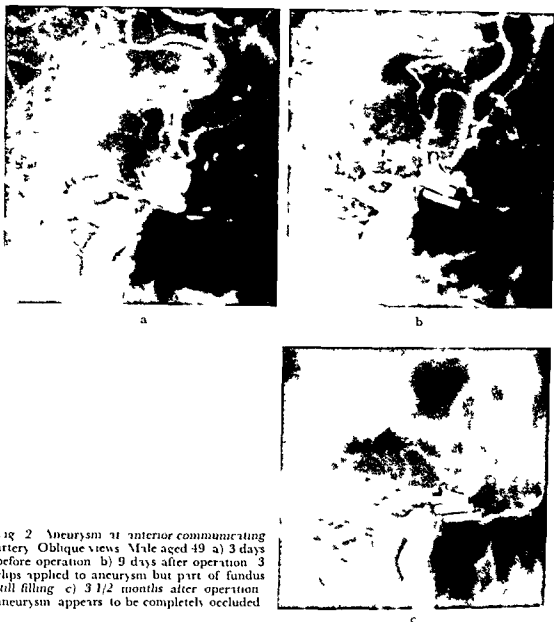 a
b
Fig 2 Aneurysm at anterior communicating
artery Oblique views Male aged 49 a) 3 days
before operation b) 9 days after operation 3
clips applied to aneurysm but part of fundus
still filling c) 3 1/2 months after operation
aneurysm appears to be completely occluded
c